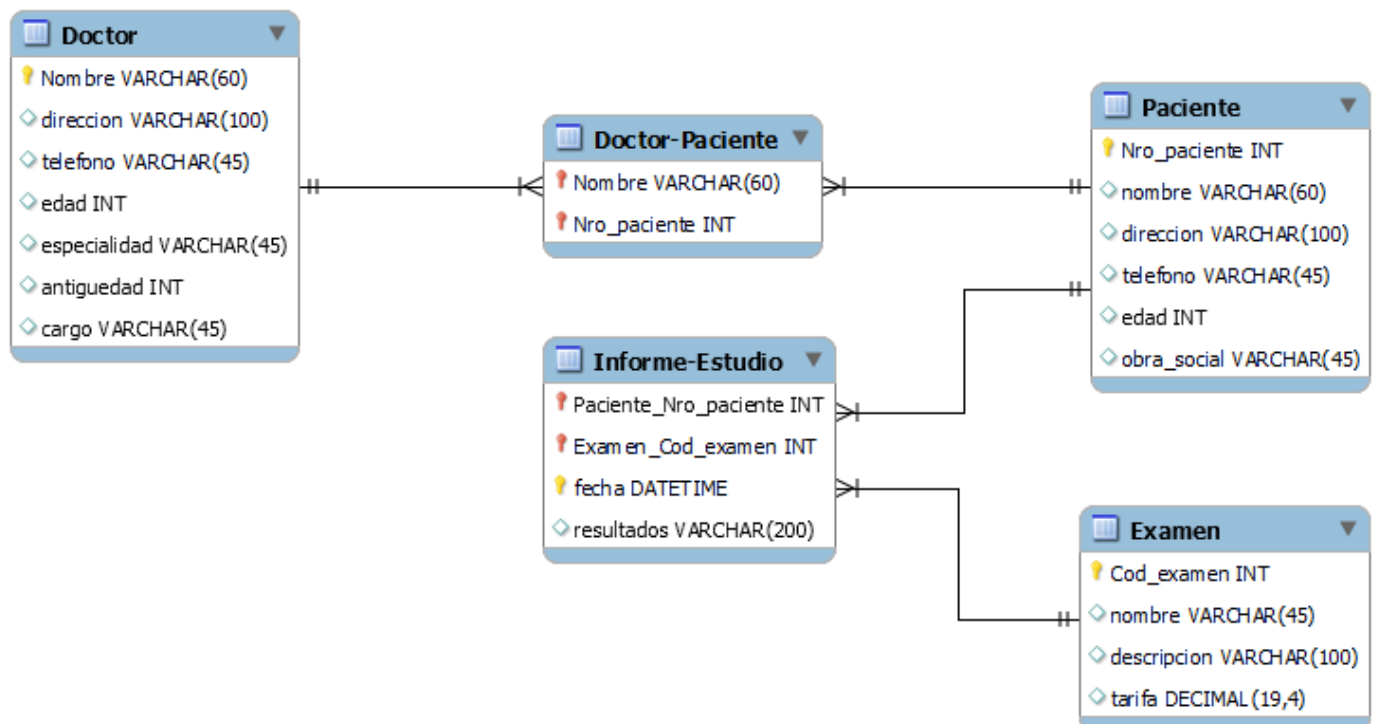 Doctor
Nombre VARCHAR(60)
direccion VARCHAR(100)
telefono VARCHAR(45)
edad INT
especialidad VARCHAR(45)
antiguedad INT
cargo VARCHAR(45)
Doctor-Paciente
Nombre VARCHAR(60)
Nro_paciente INT
Paciente
Nro_paciente INT
nombre VARCHAR(60)
direccion VARCHAR(100)
telefono VARCHAR(45)
edad INT
obra_social VARCHAR(45)
Informe-Estudio
Paciente_Nro_paciente INT
Examen_Cod_examen INT
fecha DATETIME
resultados VARCHAR(200)
Examen
Cod_examen INT
nombre VARCHAR(45)
descripcion VARCHAR(100)
tarifa DECIMAL(19,4)